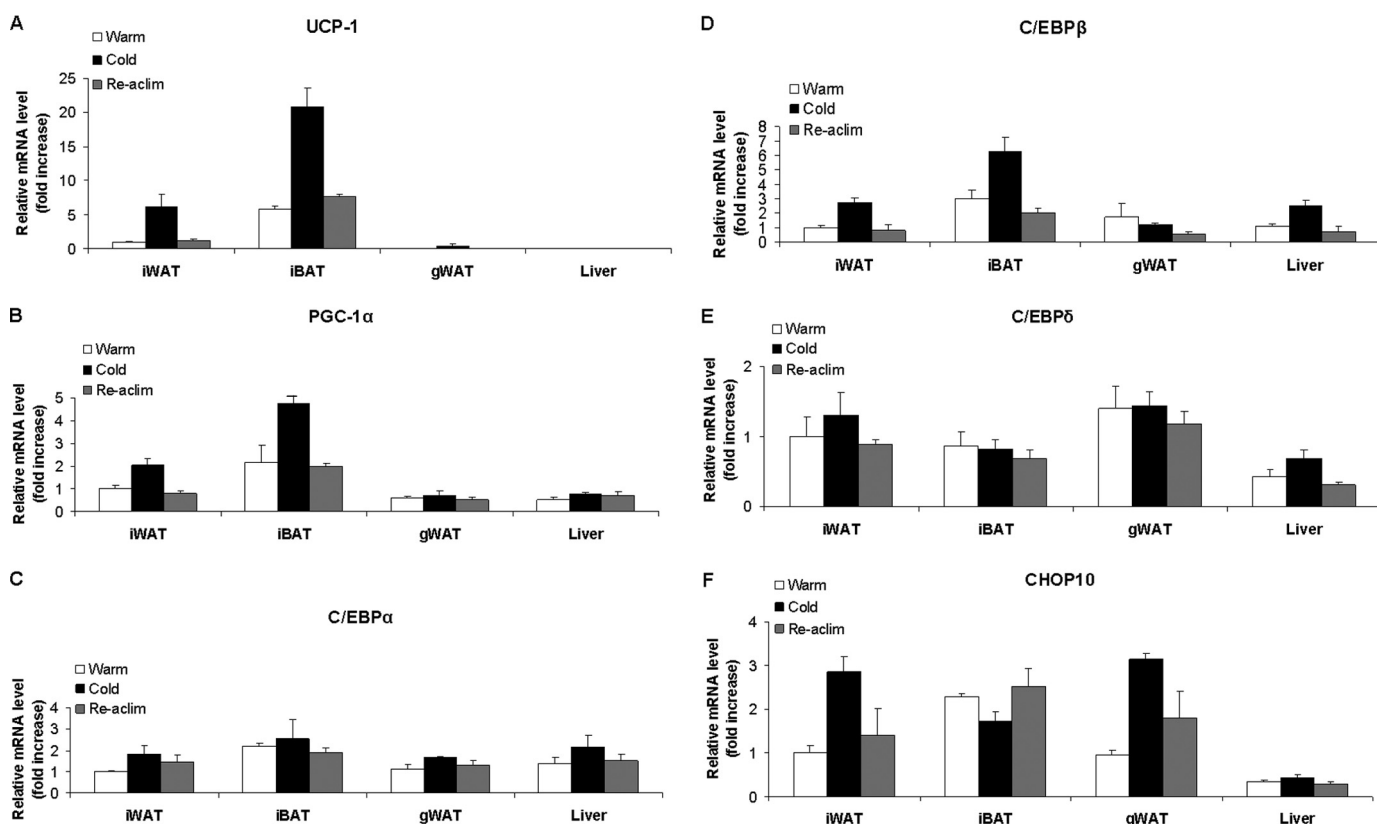 A
UCP-1
Warm
Cold
Re-aclim
Relative mRNA level
(fold increase)
25
20
15
10
5
0
iWAT iBAT gWAT Liver
B
PGC-1α
Warm
Cold
Re-aclim
Relative mRNA level
(fold increase)
5
4
3
2
1
0
iWAT iBAT gWAT Liver
C
C/EBPα
Warm
Cold
Re-aclim
Relative mRNA level
(fold increase)
4
3
2
1
0
iWAT iBAT gWAT Liver
D
C/EBPβ
Warm
Cold
Re-aclim
Relative mRNA level
(fold increase)
8
7
6
5
4
3
2
1
0
iWAT iBAT gWAT Liver
E
C/EBPδ
Warm
Cold
Re-aclim
Relative mRNA level
(fold increase)
2
1
0
iWAT iBAT gWAT Liver
F
CHOP10
Warm
Cold
Re-aclim
Relative mRNA level
(fold increase)
4
3
2
1
0
iWAT iBAT gWAT Liver